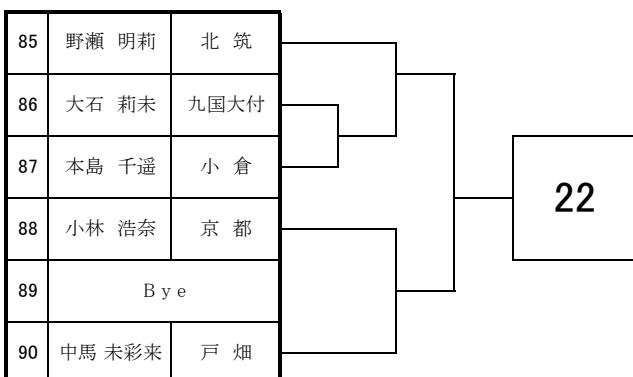 85 野瀬 明莉 北 筑
86 大石 莉未 九国大付
87 本島 千遥 小 倉
88 小林 浩奈 京 都
89 Bye
90 中馬 未彩来 戸 畑
22